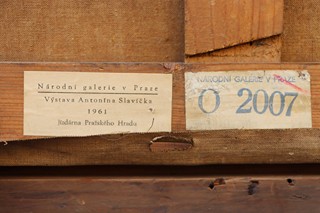 Národní galerie v Praze
Výstava Antonína Slavíčka
1961
Jízdárna Pražského Hradu
NÁRODNÍ GALERIE V PRAZE
O 2007